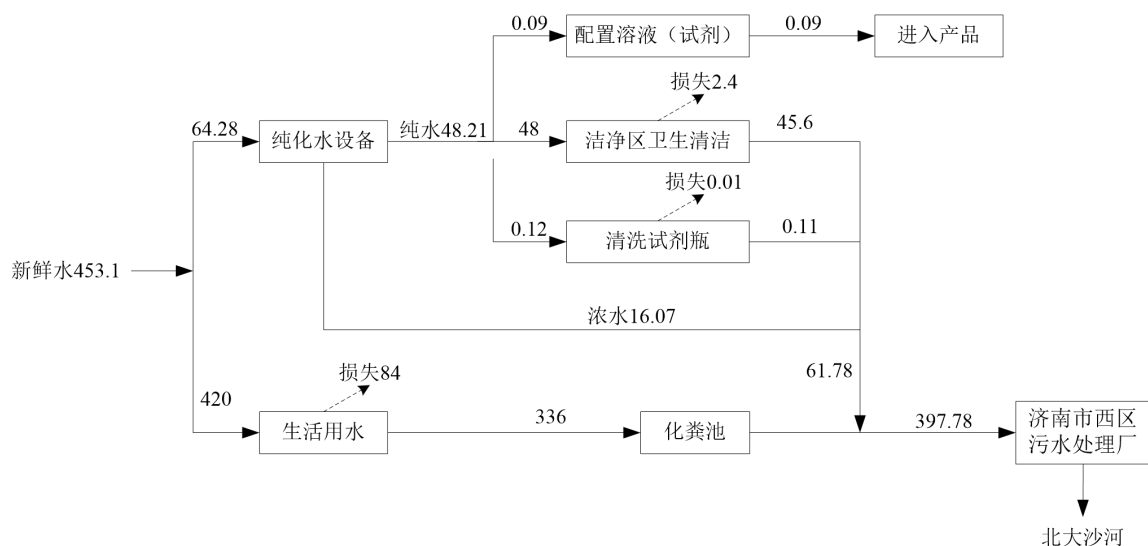 0.09
配置溶液（试剂）
0.09
进入产品
损失2.4
64.28
纯化水设备
纯水48.21
48
洁净区卫生清洁
45.6
损失0.01
0.12
清洗试剂瓶
0.11
新鲜水453.1
浓水16.07
61.78
损失84
420
生活用水
336
化粪池
397.78
济南市西区
污水处理厂
北大沙河